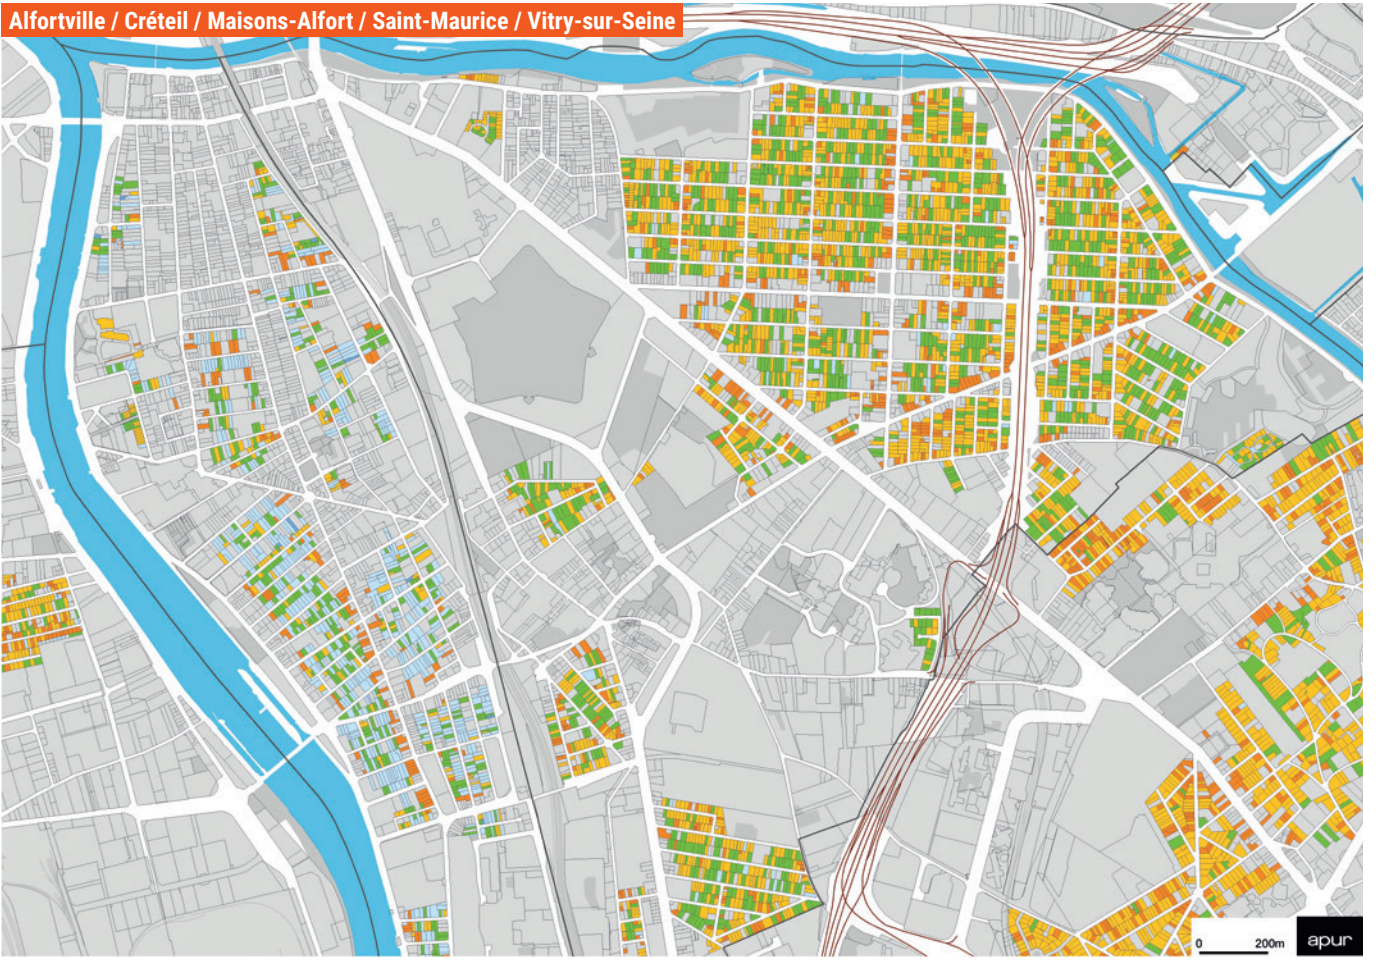 Alfortville / Créteil / Maisons-Alfort / Saint-Maurice / Vitry-sur-Seine
0 200m
apur